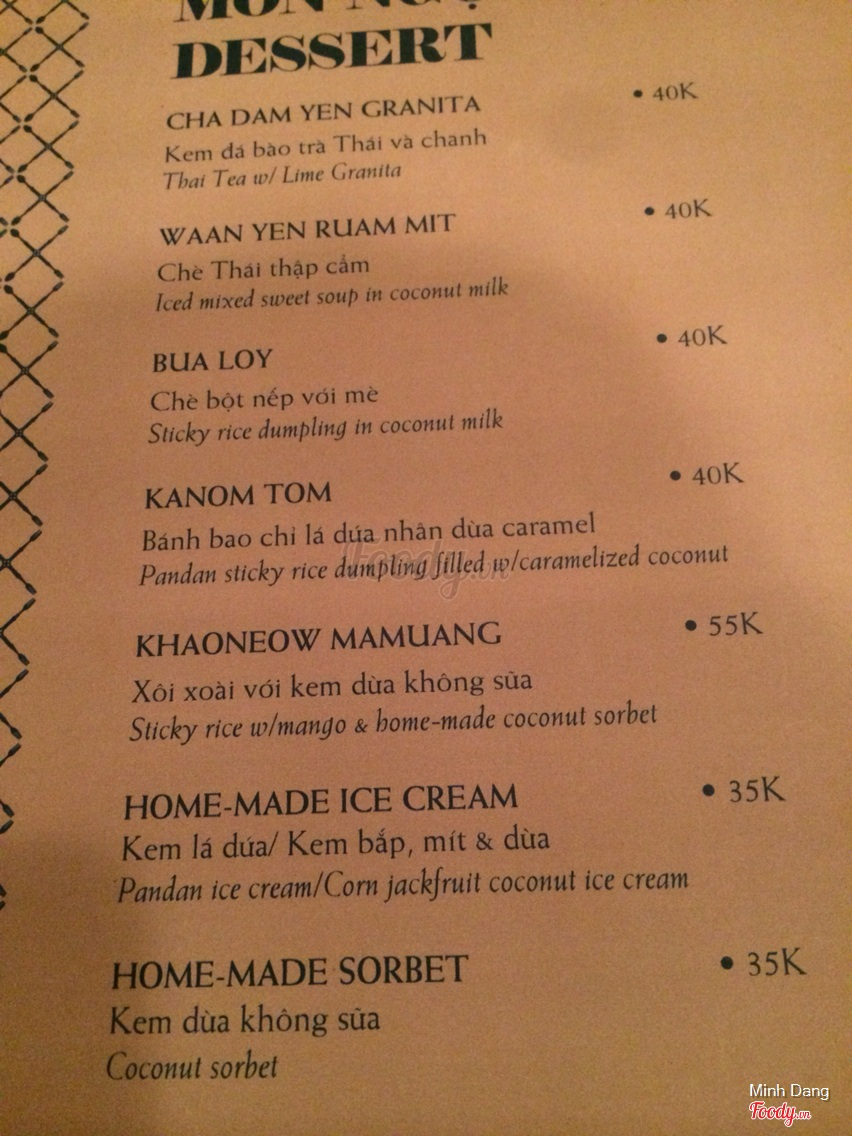 MÓN
DESSERT
CHA DAM YEN GRANITA • 40K
Kem đá bào trà Thái và chanh
Thai Tea w/ Lime Granita
WAAN YEN RUAM MIT • 40K
Chè Thái thập cẩm
Iced mixed sweet soup in coconut milk
BUA LOY • 40K
Chè bột nếp với mè
Sticky rice dumpling in coconut milk
KANOM TOM • 40K
Bánh bao chỉ lá dứa nhân dừa caramel
Pandan sticky rice dumpling filled w/caramelized coconut
Foody.vn
KHAONEOW MAMUANG • 55K
Xôi xoài với kem dừa không sữa
Sticky rice w/mango & home-made coconut sorbet
HOME-MADE ICE CREAM • 35K
Kem lá dứa/ Kem bắp, mít & dừa
Pandan ice cream/Corn jackfruit coconut ice cream
HOME-MADE SORBET • 35K
Kem dừa không sữa
Coconut sorbet
Minh Dang
Foody.vn